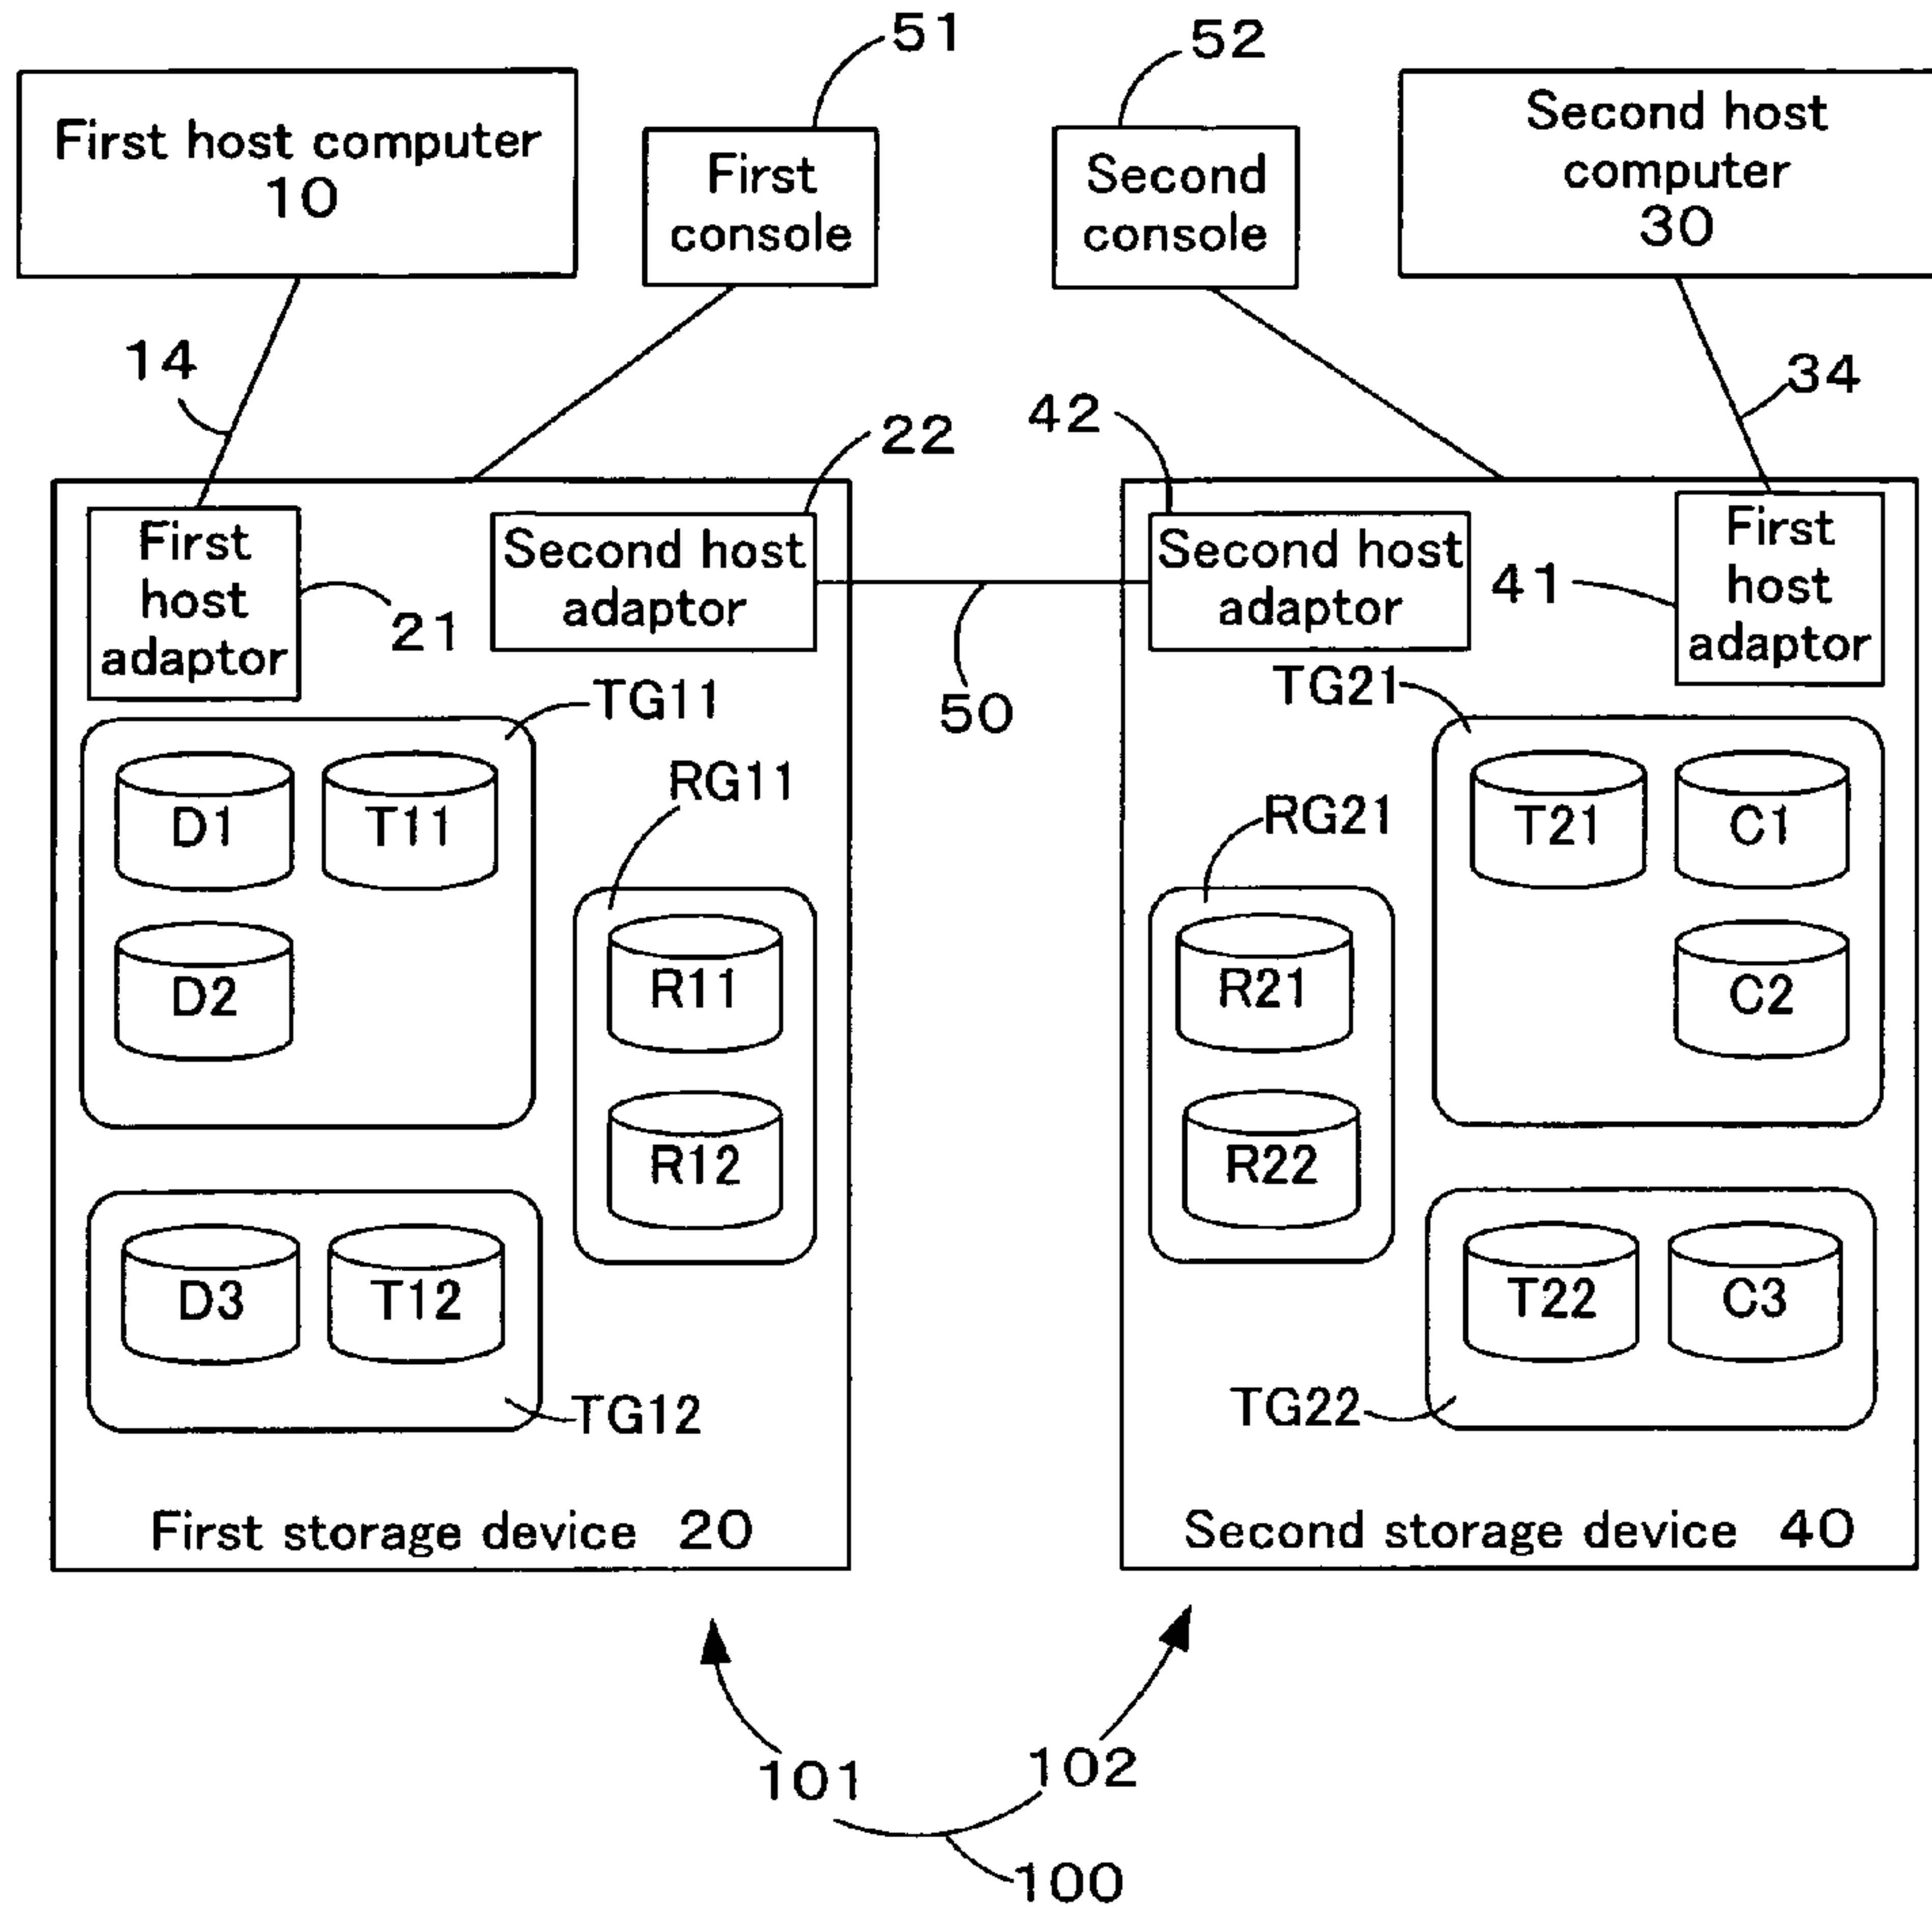 51
52
First host computer
10
First
console
Second
console
Second host
computer
30
14
34
22
42
First
host
adaptor
21
Second host
adaptor
50
Second host
adaptor
41
First
host
adaptor
TG11
TG21
D1
T11
RG11
D2
R11
R12
D3
T12
TG12
RG21
T21
C1
R21
C2
R22
T22
C3
TG22
First storage device 20
Second storage device 40
101
102
100